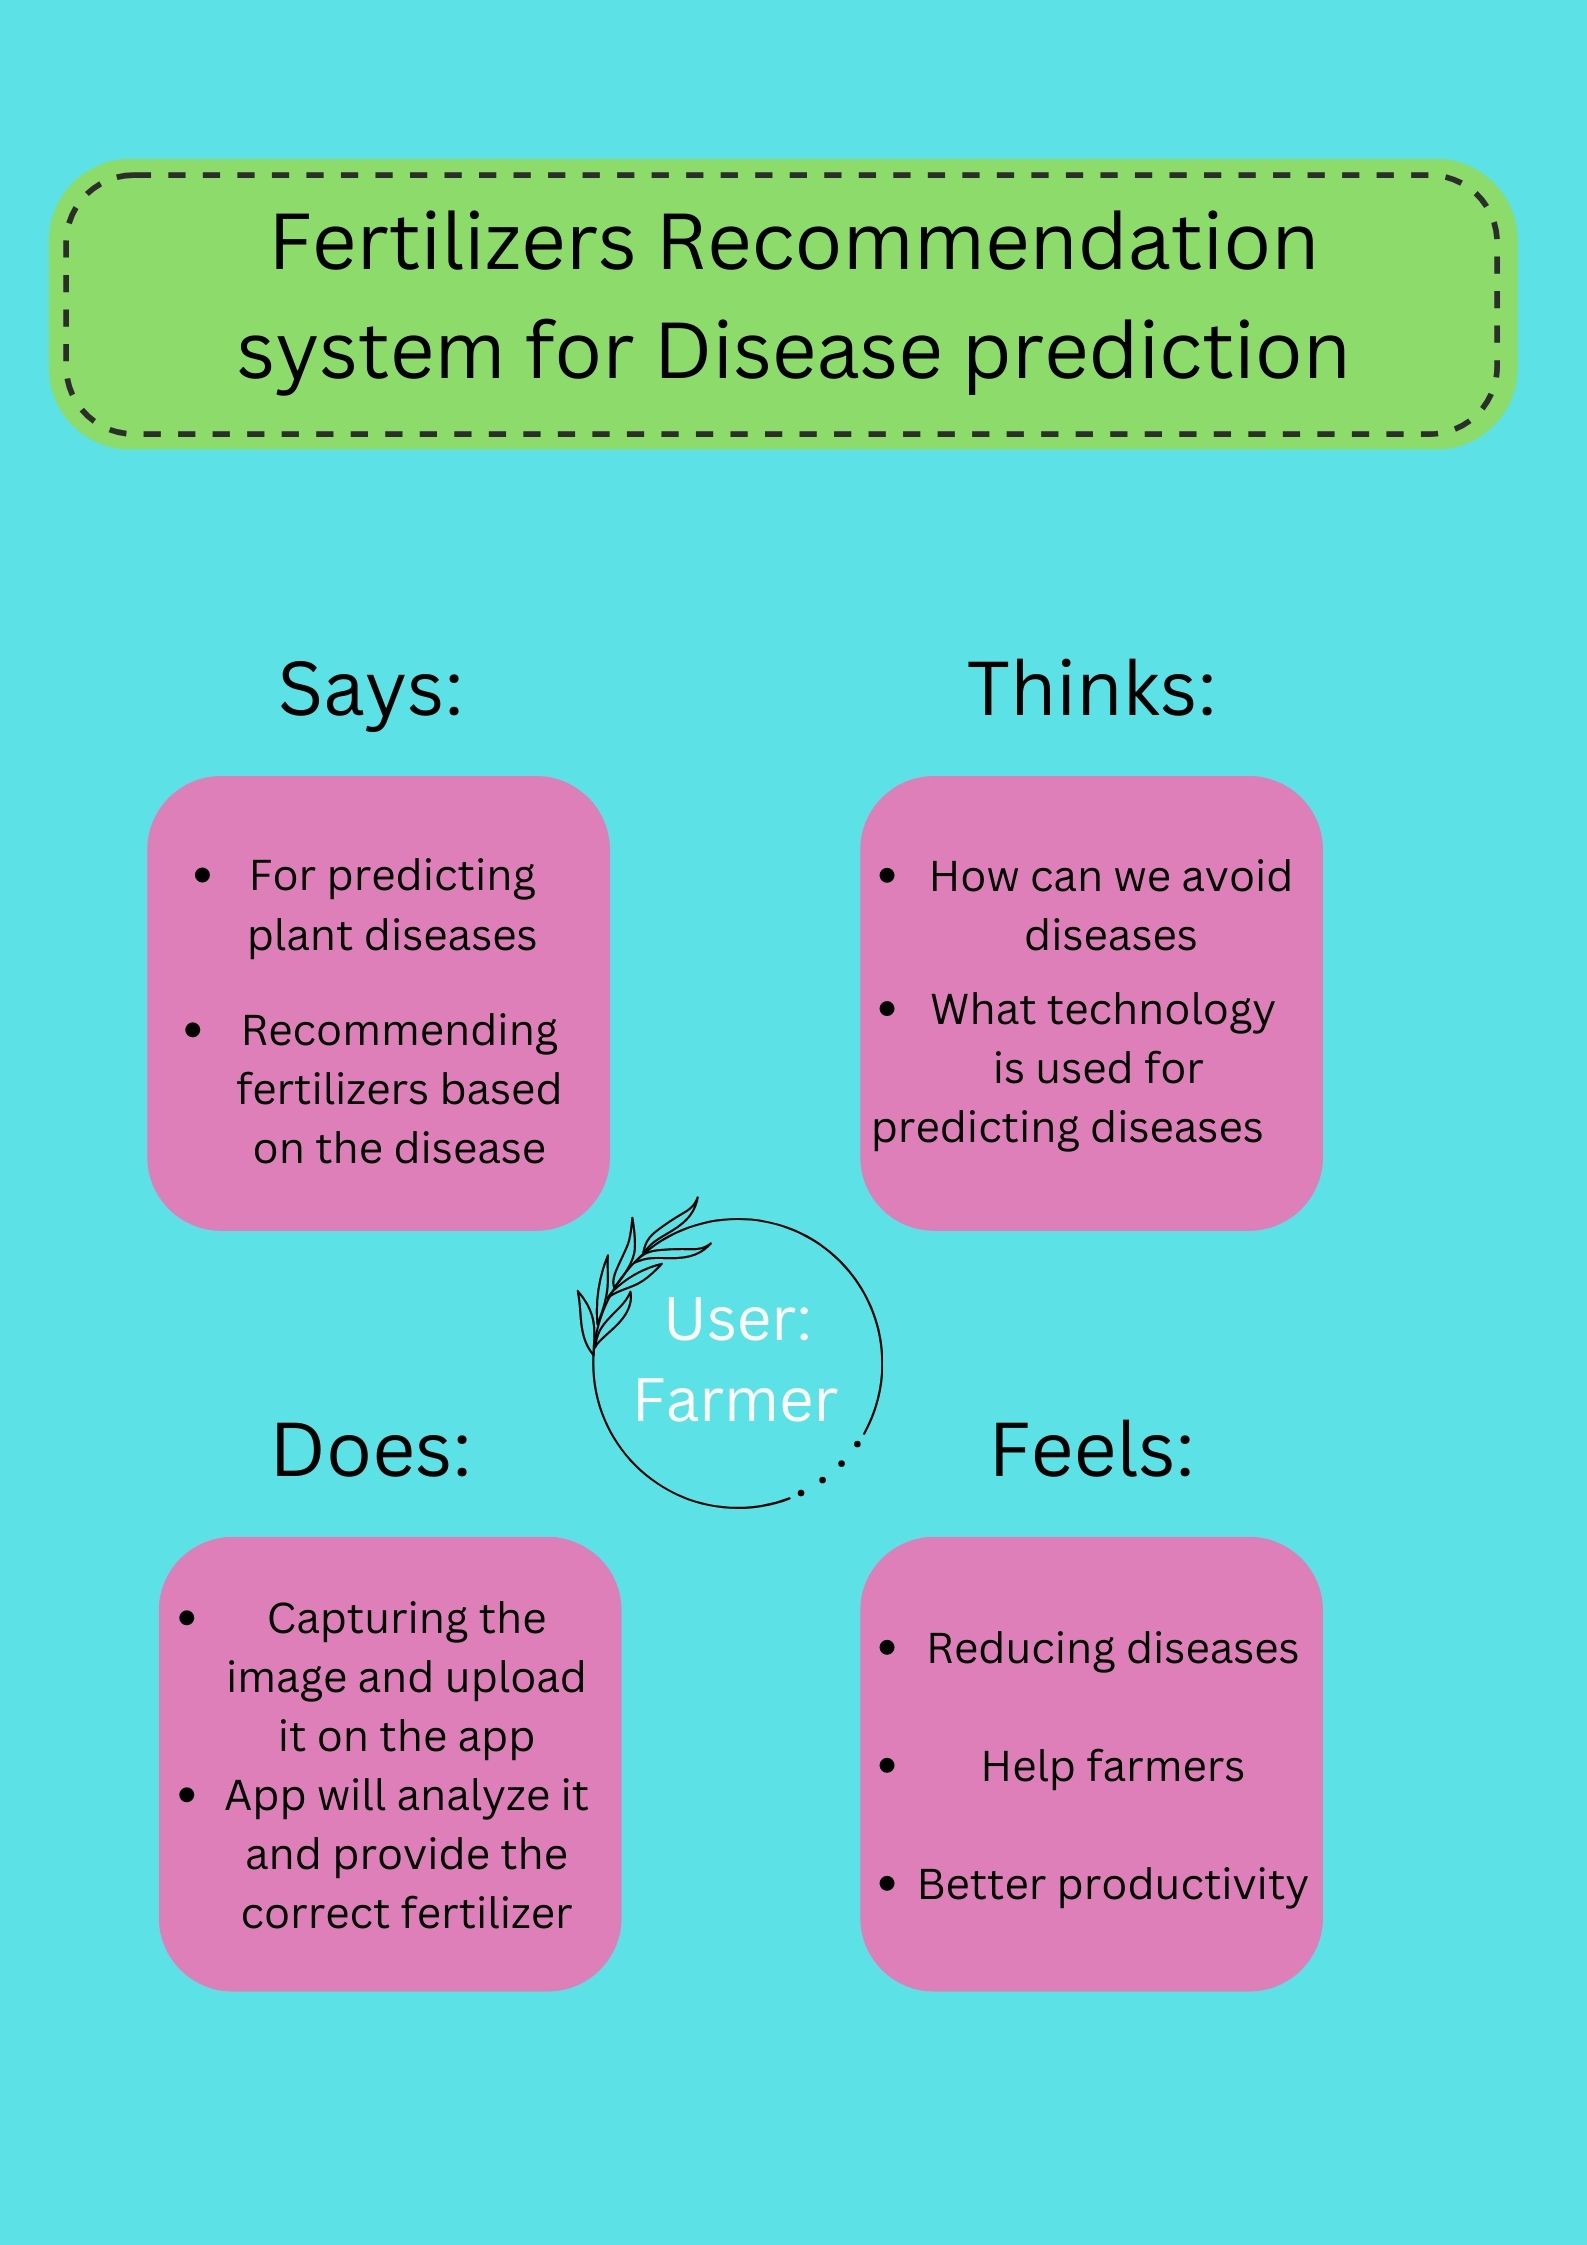 Fertilizers Recommendation
system for Disease prediction
Says:
• For predicting
plant diseases
• Recommending
fertilizers based
on the disease
Thinks:
• How can we avoid
diseases
• What technology
is used for
predicting diseases
User:
Farmer
Does:
• Capturing the
image and upload
it on the app
• App will analyze it
and provide the
correct fertilizer
Feels:
• Reducing diseases
• Help farmers
• Better productivity